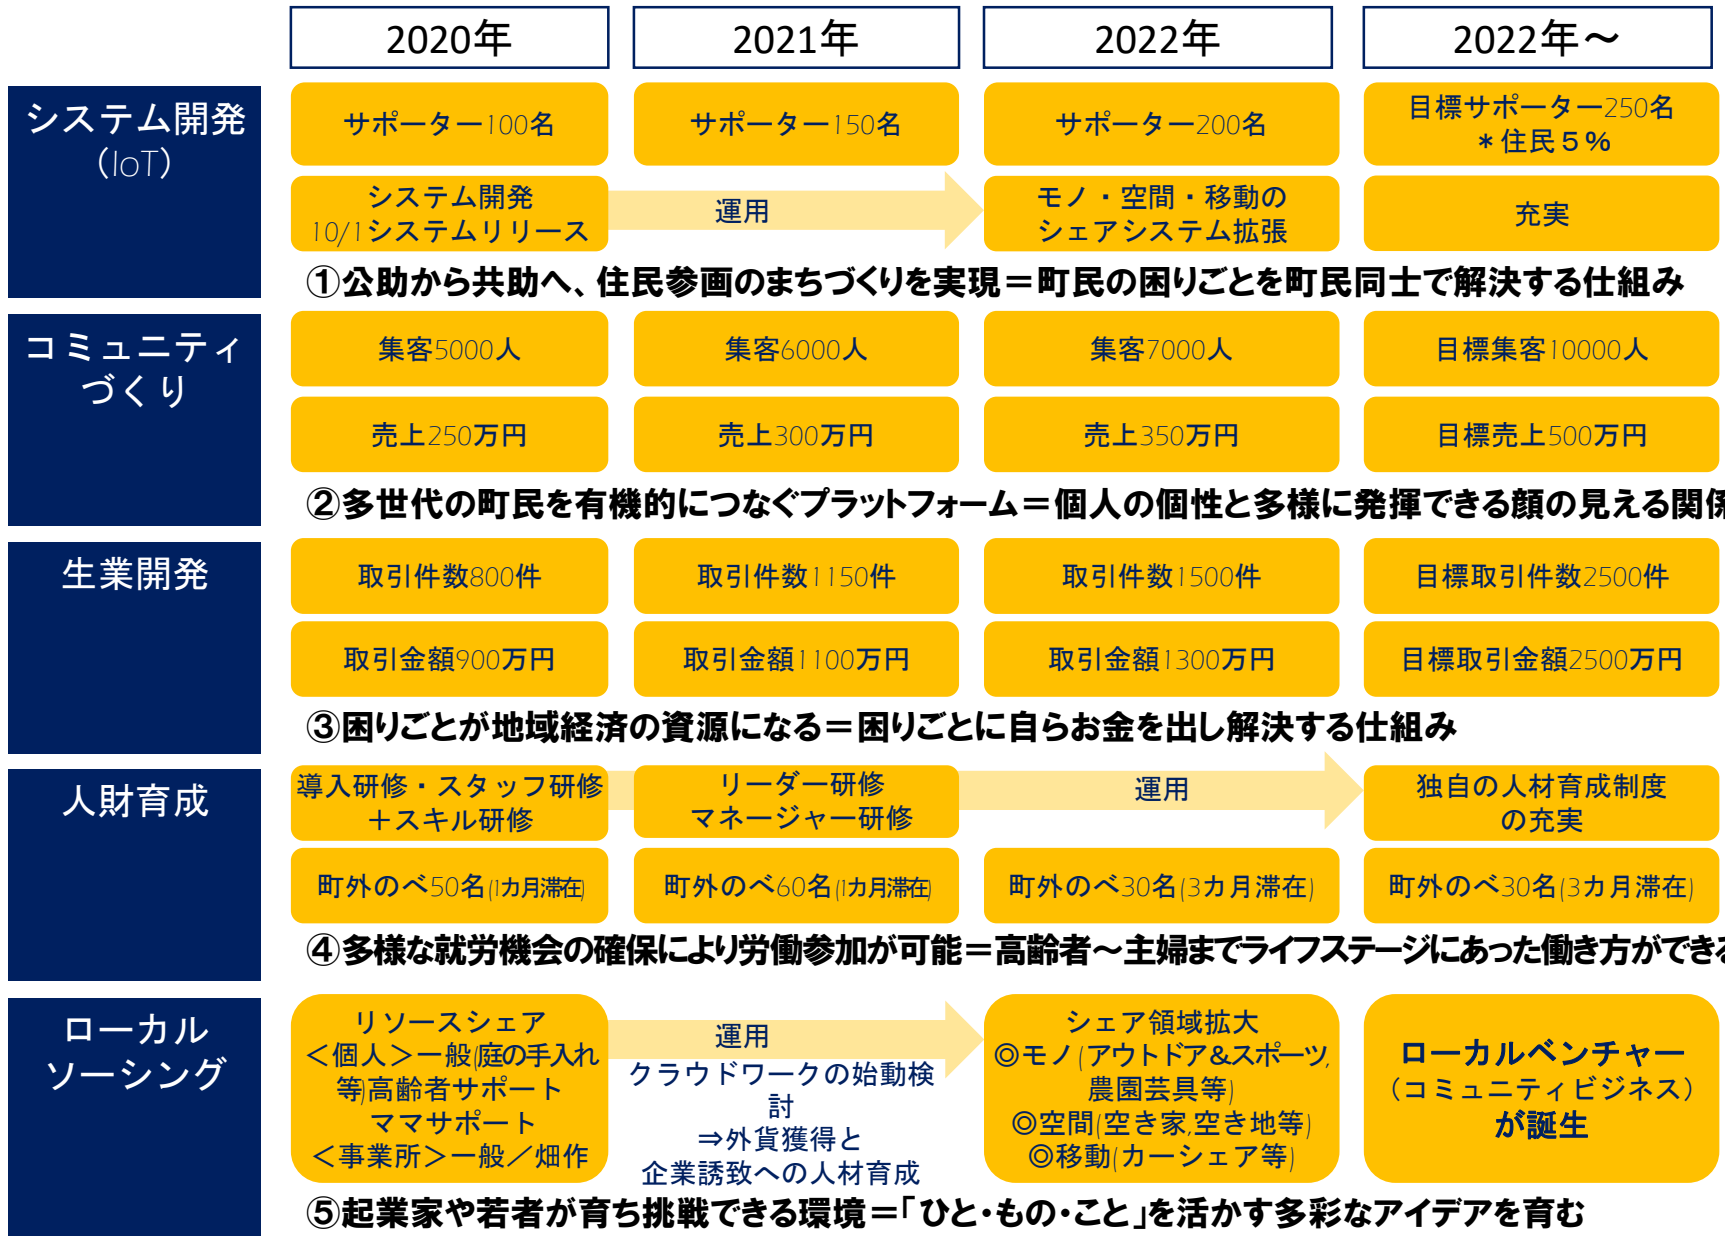 2020年
2021年
2022年
2022年～
システム開発
（IoT）
サポーター100名
サポーター150名
サポーター200名
目標サポーター250名
＊住民５％
システム開発
10/1システムリリース
運用
モノ・空間・移動の
シェアシステム拡張
充実
①公助から共助へ、住民参画のまちづくりを実現＝町民の困りごとを町民同士で解決する仕組み
コミュニティ
づくり
集客5000人
集客6000人
集客7000人
目標集客10000人
売上250万円
売上300万円
売上350万円
目標売上500万円
②多世代の町民を有機的につなぐプラットフォーム＝個人の個性と多様に発揮できる顔の見える関係
生業開発
取引件数800件
取引件数1150件
取引件数1500件
目標取引件数2500件
取引金額900万円
取引金額1100万円
取引金額1300万円
目標取引金額2500万円
③困りごとが地域経済の資源になる＝困りごとに自らお金を出し解決する仕組み
人財育成
導入研修・スタッフ研修
＋スキル研修
リーダー研修
マネージャー研修
運用
独自の人材育成制度
の充実
町外のべ50名(1カ月滞在)
町外のべ60名(1カ月滞在)
町外のべ30名(3カ月滞在)
町外のべ30名(3カ月滞在)
④多様な就労機会の確保により労働参加が可能＝高齢者～主婦までライフステージにあった働き方ができる
ローカル
ソーシング
リソースシェア
＜個人＞一般(庭の手入れ
等)高齢者サポート
ママサポート
＜事業所＞一般／畑作
運用
クラウドワークの始動検
討
⇒外貨獲得と
企業誘致への人材育成
シェア領域拡大
◎モノ(アウトドア&スポーツ,
農園芸具等)
◎空間(空き家,空き地等)
◎移動(カーシェア等)
ローカルベンチャー
（コミュニティビジネス）
が誕生
⑤起業家や若者が育ち挑戦できる環境＝「ひと・もの・こと」を活かす多彩なアイデアを育む